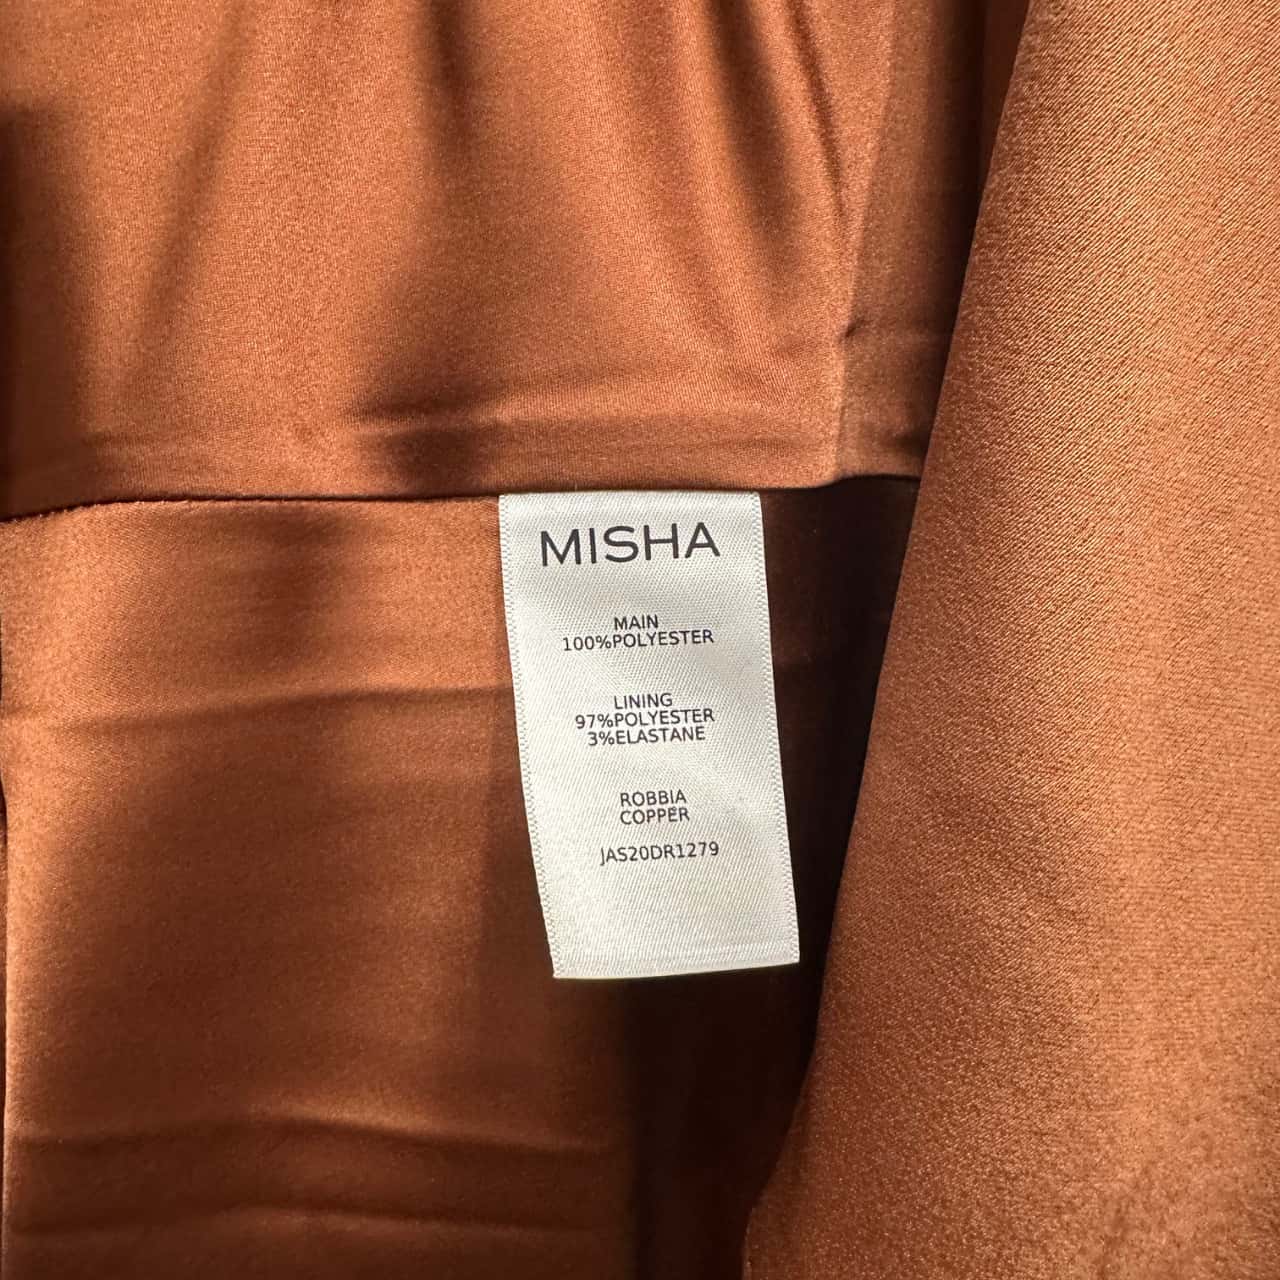 MISHA
MAIN
100%POLYESTER
LINING
97%POLYESTER
3%ELASTANE
ROBBIA
COPPER
JAS20DR1279